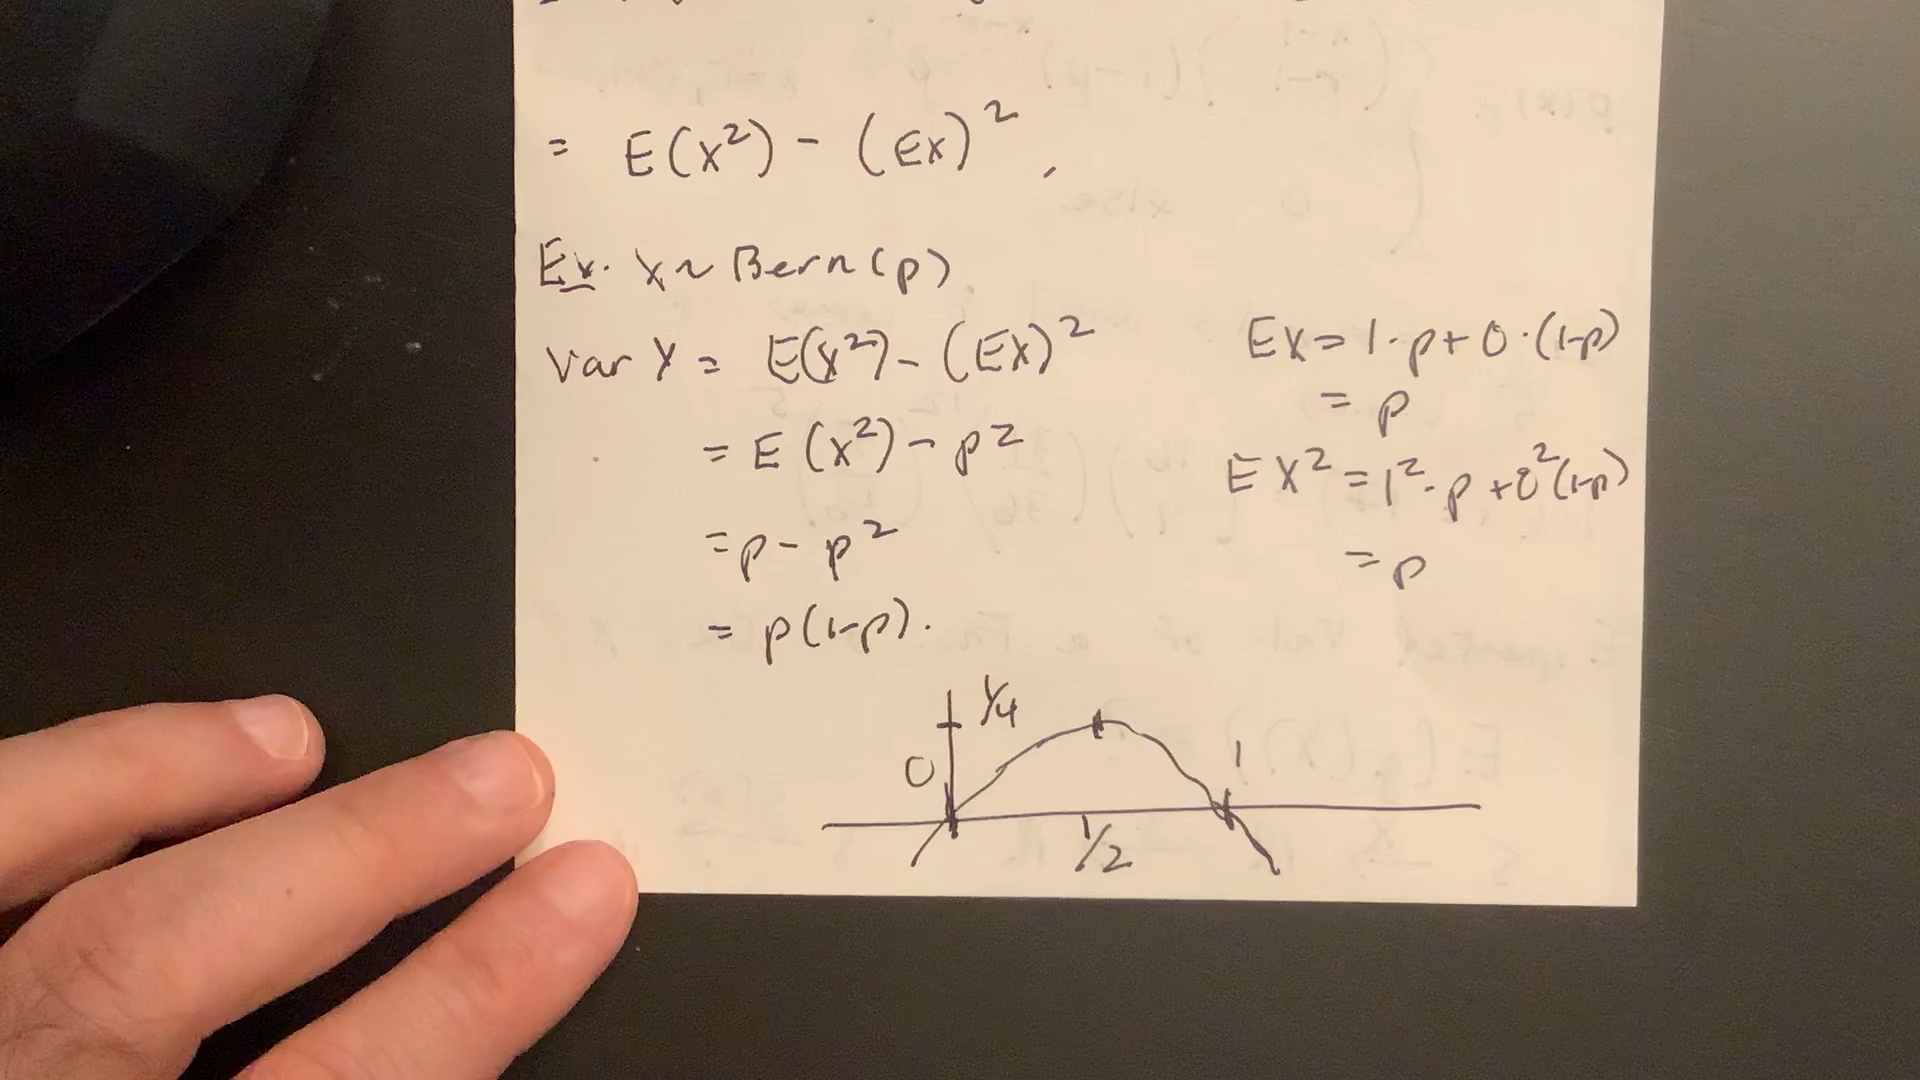 = E(X²) - (EX)²,
Ex. X ~ Bern(p)
Var X = E(X²) - (EX)²
= E(X²) - p²
= p - p²
= p(1-p).
EX = 1·p + 0·(1-p)
= p
EX² = 1²·p + 0²(1-p)
= p
1/4
0
1
1/2